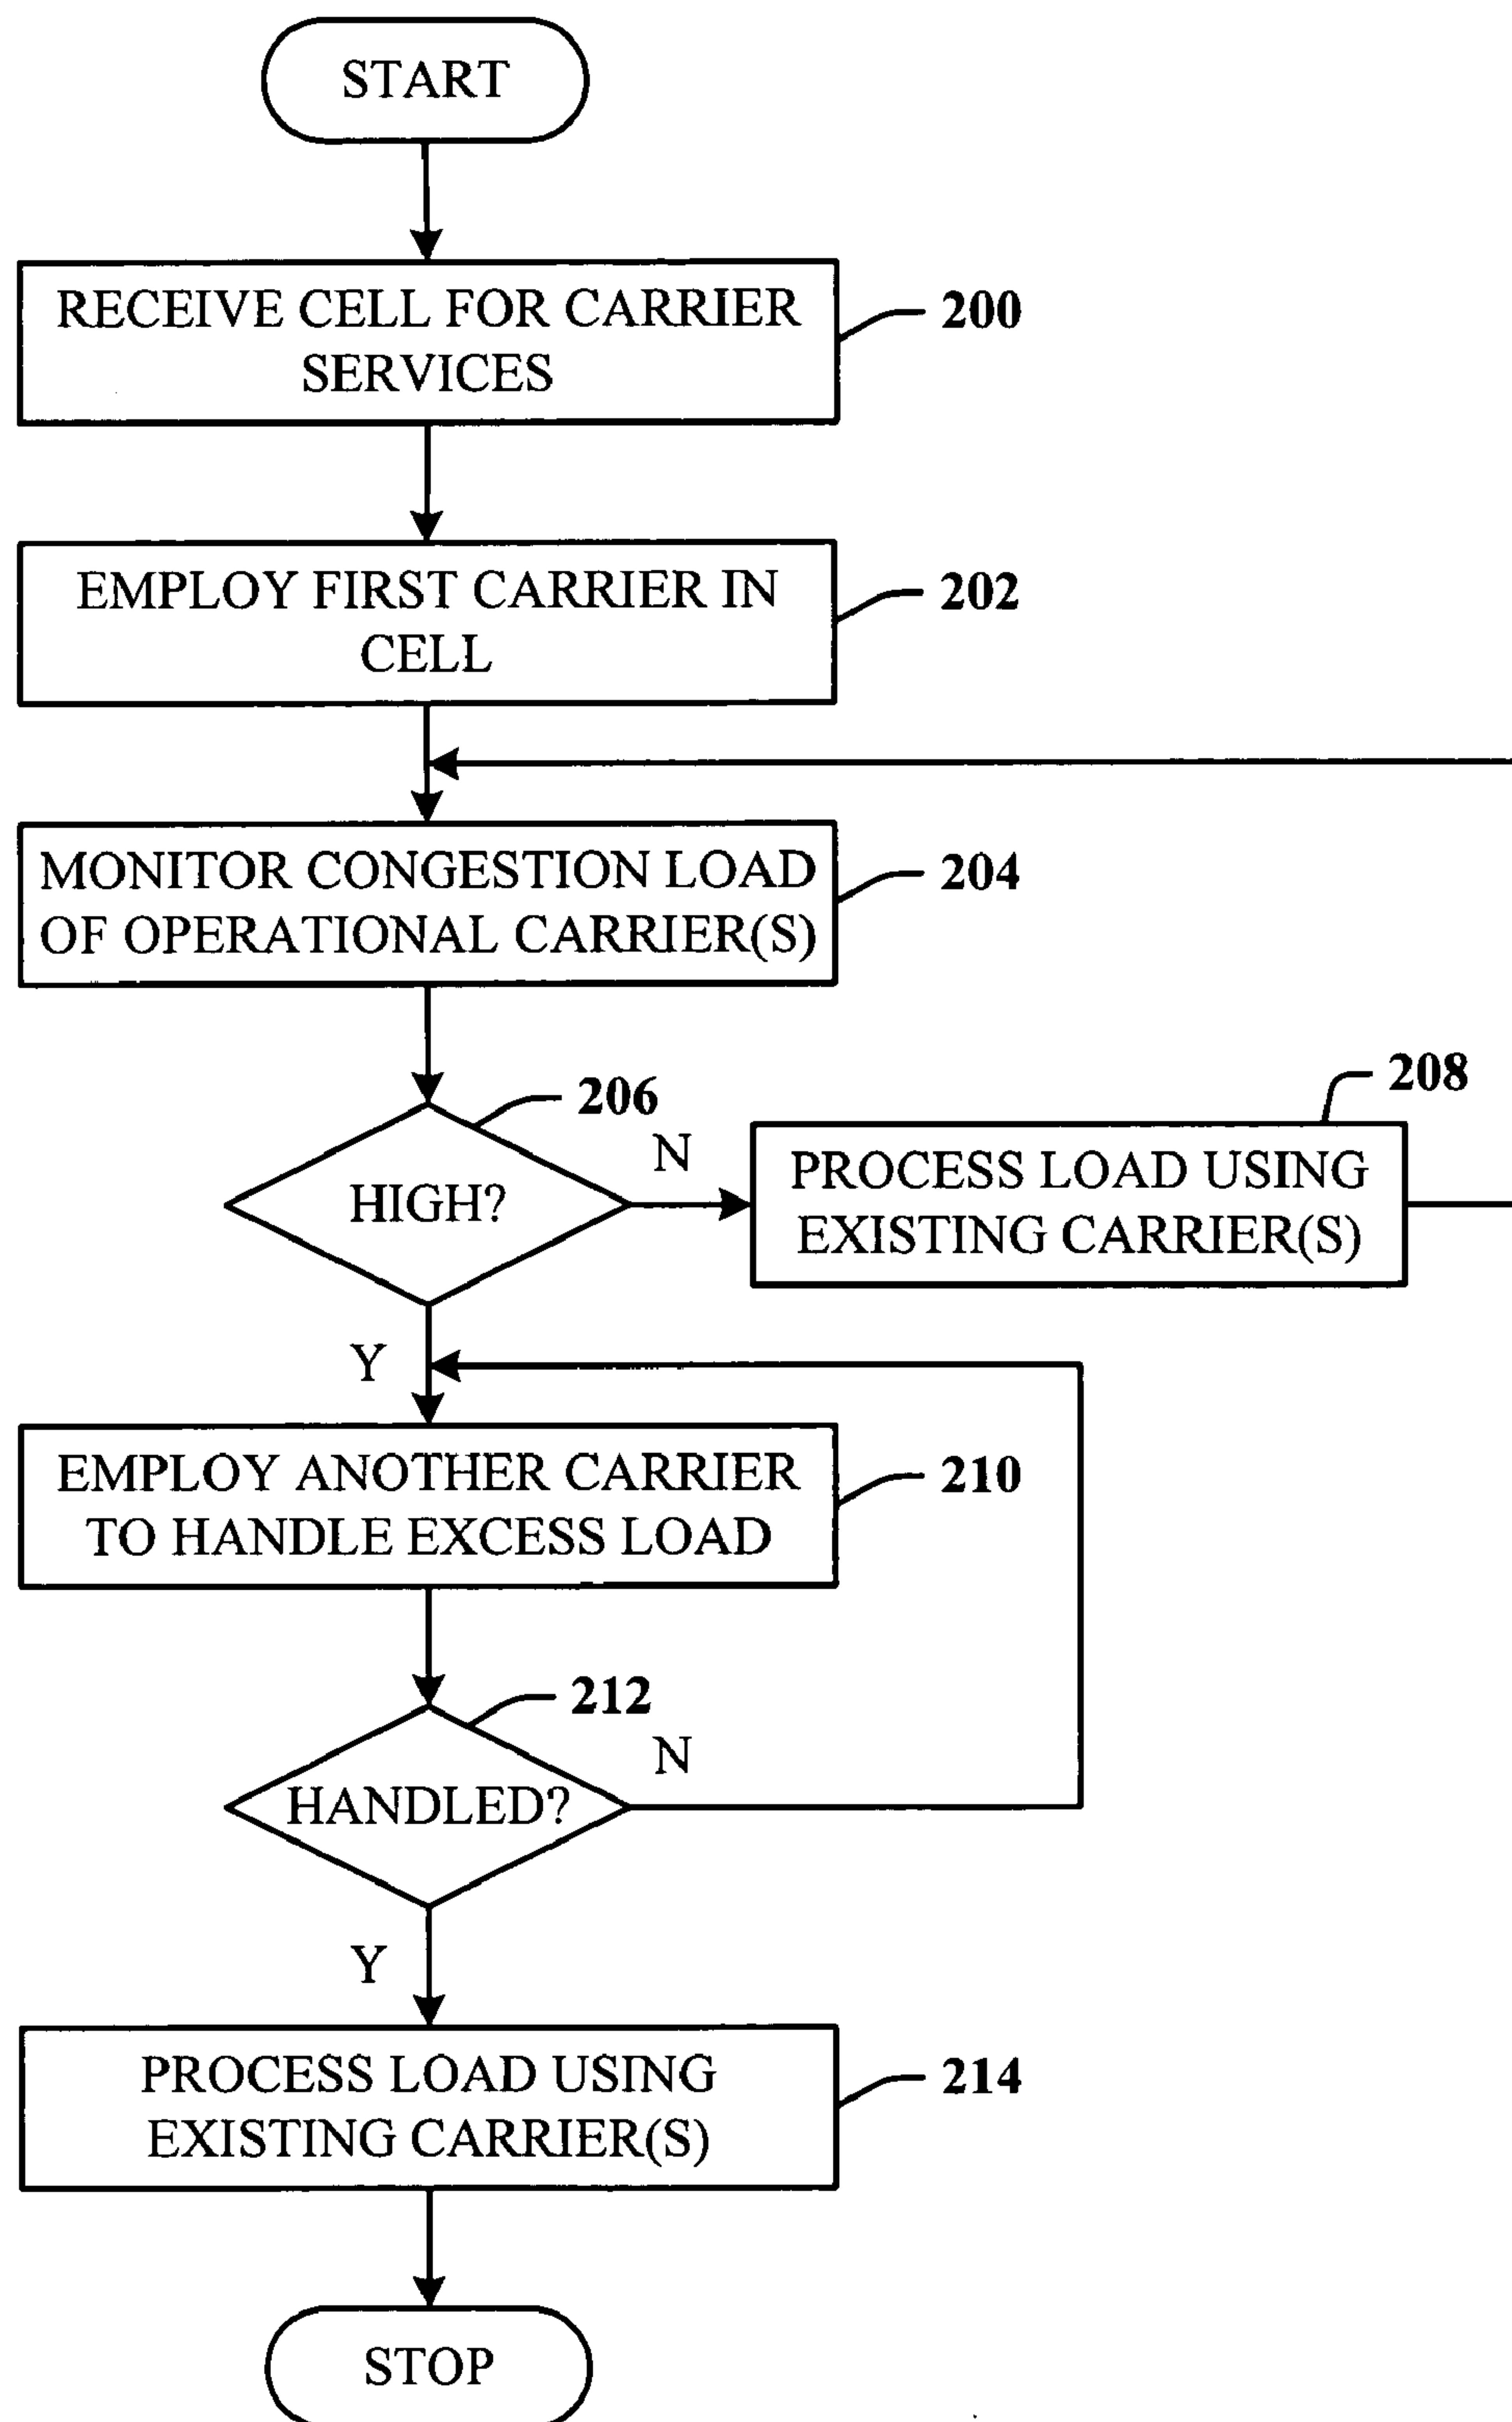 START
RECEIVE CELL FOR CARRIER
SERVICES
200
EMPLOY FIRST CARRIER IN
CELL
202
MONITOR CONGESTION LOAD
OF OPERATIONAL CARRIER(S)
204
206
HIGH?
N
208
PROCESS LOAD USING
EXISTING CARRIER(S)
Y
EMPLOY ANOTHER CARRIER
TO HANDLE EXCESS LOAD
210
212
HANDLED?
N
Y
PROCESS LOAD USING
EXISTING CARRIER(S)
214
STOP